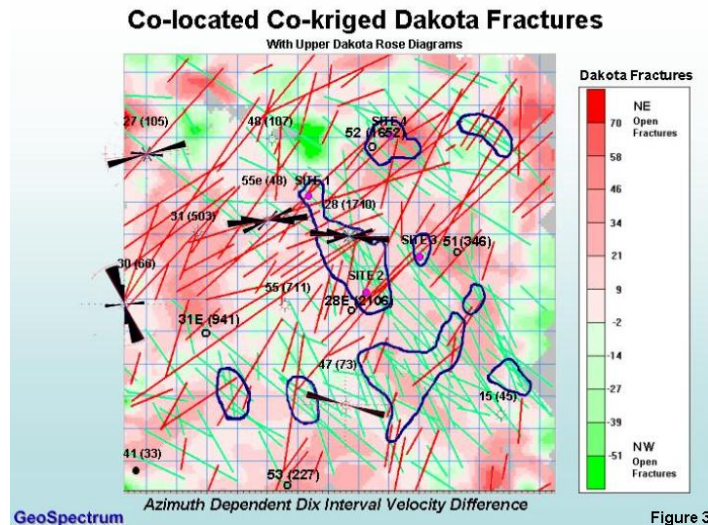 Co-located Co-kriged Dakota Fractures
With Upper Dakota Rose Diagrams
Dakota Fractures
27 (105)
48 (107)
SITE 4
52 (1652)
55e (48)
SITE 1
28 (1710)
31 (503)
SITE 3
51 (346)
30 (66)
SITE 2
55 (711)
28E (2106)
31E (941)
47 (73)
15 (45)
41 (33)
53 (227)
NE
Open
Fractures
70
58
46
34
21
9
-2
-14
-27
-39
-51
NW
Open
Fractures
GeoSpectrum
Azimuth Dependent Dix Interval Velocity Difference
Figure 3